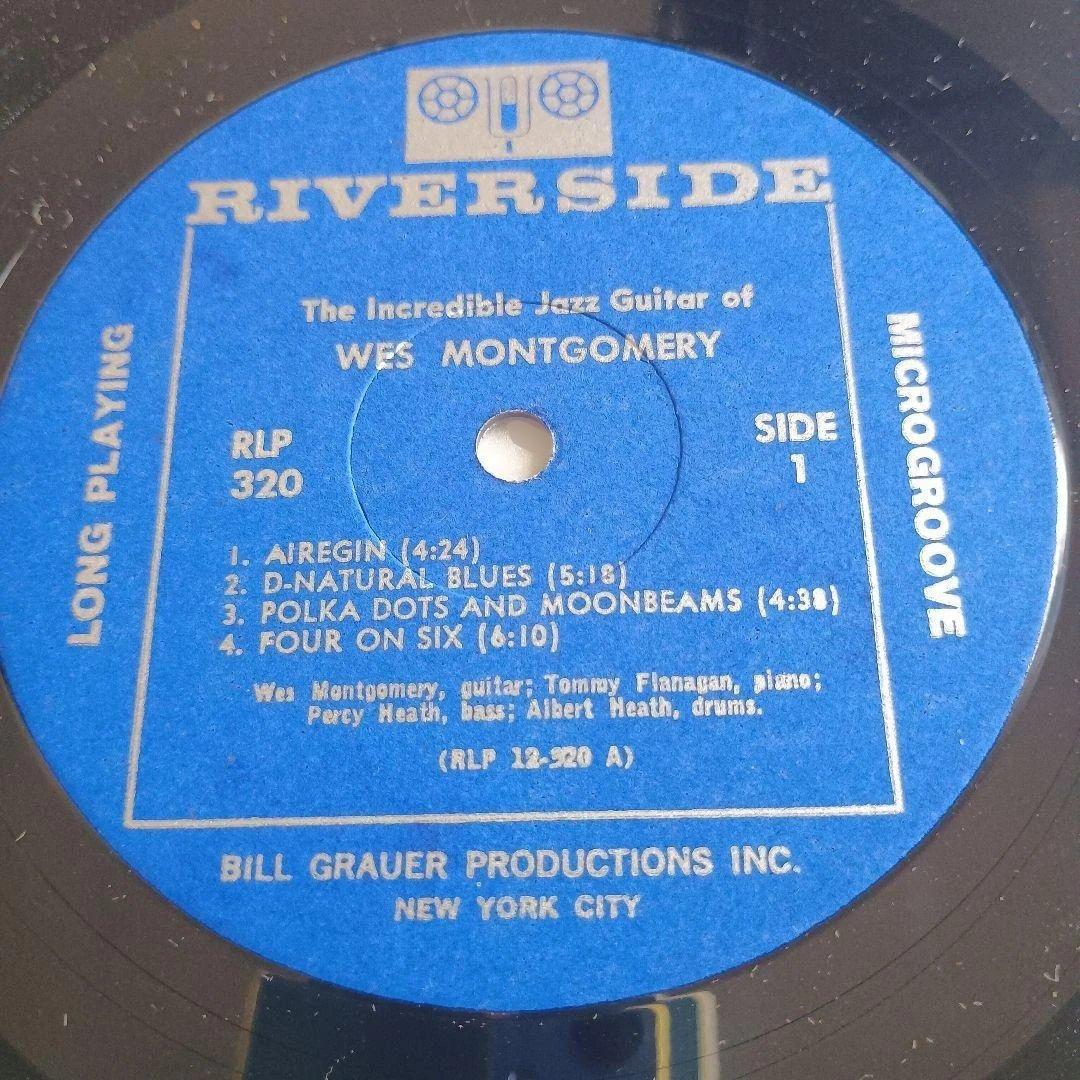 RIVERSIDE
The Incredible Jazz Guitar of
WES MONTGOMERY
RLP
320
SIDE
1
LONG PLAYING
MICROGROOVE
1. AIREGIN (4:24)
2. D-NATURAL BLUES (5:18)
3. POLKA DOTS AND MOONBEAMS (4:38)
4. FOUR ON SIX (6:10)
Wes Montgomery, guitar; Tommy Flanagan, piano;
Percy Heath, bass; Albert Heath, drums.
(RLP 12-320 A)
BILL GRAUER PRODUCTIONS INC.
NEW YORK CITY